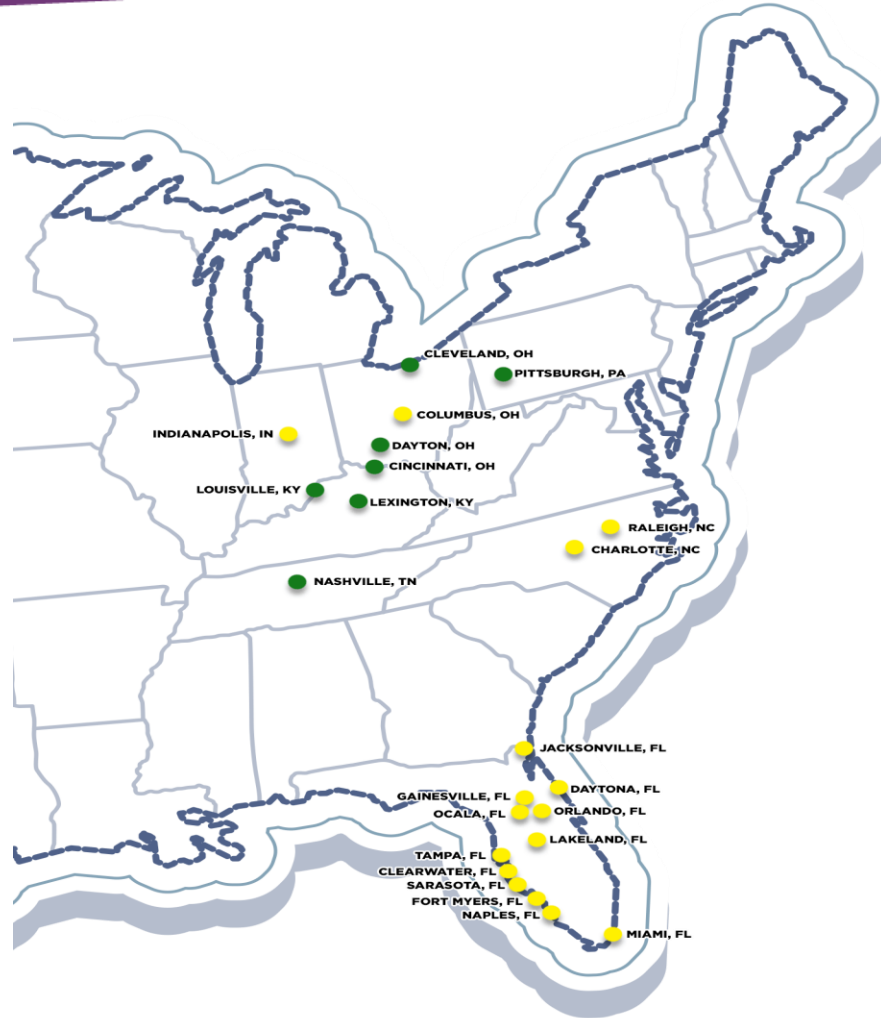 CLEVELAND, OH
PITTSBURGH, PA
COLUMBUS, OH
INDIANAPOLIS, IN
DAYTON, OH
CINCINNATI, OH
LOUISVILLE, KY
LEXINGTON, KY
RALEIGH, NC
CHARLOTTE, NC
NASHVILLE, TN
JACKSONVILLE, FL
DAYTONA, FL
GAINESVILLE, FL
ORLANDO, FL
OCALA, FL
LAKELAND, FL
TAMPA, FL
CLEARWATER, FL
SARASOTA, FL
FORT MYERS, FL
NAPLES, FL
MIAMI, FL